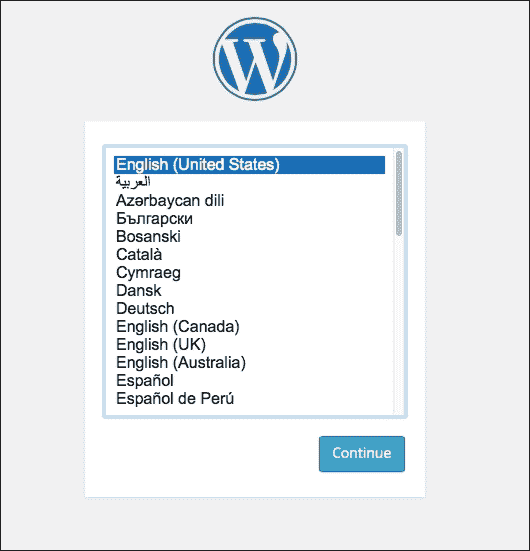 English (United States)
العربية
Azərbaycan dili
Български
Bosanski
Català
Cymraeg
Dansk
Deutsch
English (Canada)
English (UK)
English (Australia)
Español
Español de Perú
Continue